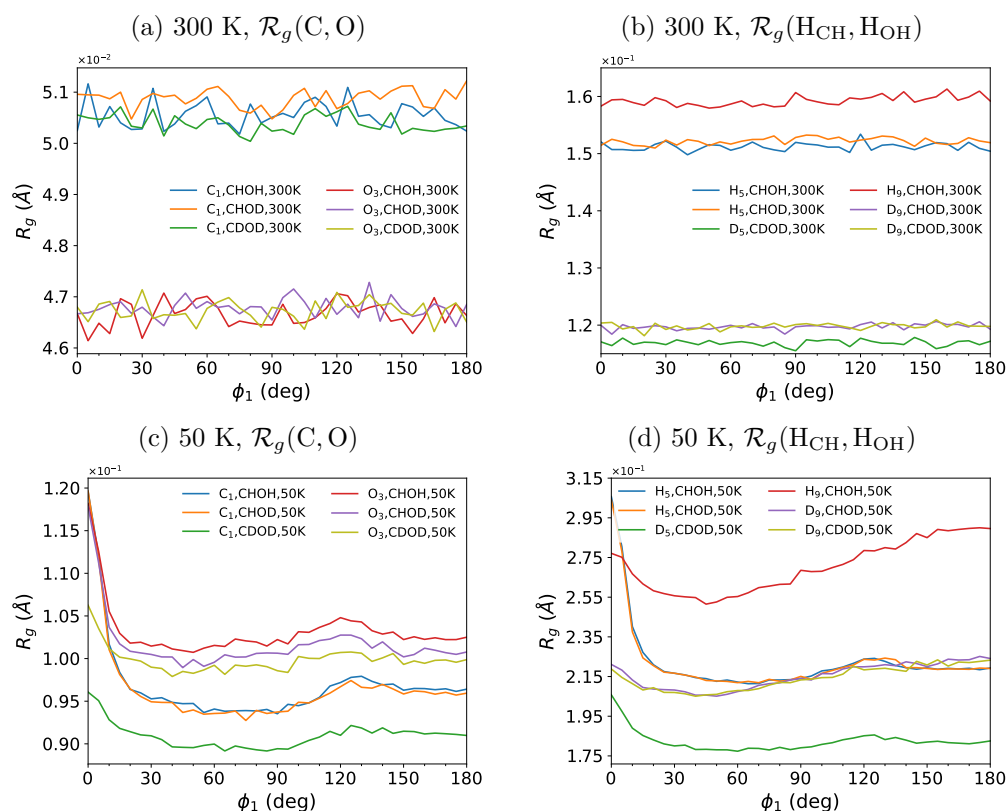 (a) 300 K, ℛg(C, O)
×10⁻²
5.1
5.0
4.9
4.8
4.7
4.6
Rg (Å)
C₁,CHOH,300K
C₁,CHOD,300K
C₁,CDOD,300K
O₃,CHOH,300K
O₃,CHOD,300K
O₃,CDOD,300K
0 30 60 90 120 150 180
ϕ₁ (deg)
(b) 300 K, ℛg(H_CH, H_OH)
×10⁻¹
1.6
1.5
1.4
1.3
1.2
Rg (Å)
H₅,CHOH,300K
H₅,CHOD,300K
D₅,CDOD,300K
H₉,CHOH,300K
D₉,CHOD,300K
D₉,CDOD,300K
0 30 60 90 120 150 180
ϕ₁ (deg)
(c) 50 K, ℛg(C, O)
×10⁻¹
1.20
1.15
1.10
1.05
1.00
0.95
0.90
Rg (Å)
C₁,CHOH,50K
C₁,CHOD,50K
C₁,CDOD,50K
O₃,CHOH,50K
O₃,CHOD,50K
O₃,CDOD,50K
0 30 60 90 120 150 180
ϕ₁ (deg)
(d) 50 K, ℛg(H_CH, H_OH)
×10⁻¹
3.15
2.95
2.75
2.55
2.35
2.15
1.95
1.75
Rg (Å)
H₅,CHOH,50K
H₅,CHOD,50K
D₅,CDOD,50K
H₉,CHOH,50K
D₉,CHOD,50K
D₉,CDOD,50K
0 30 60 90 120 150 180
ϕ₁ (deg)